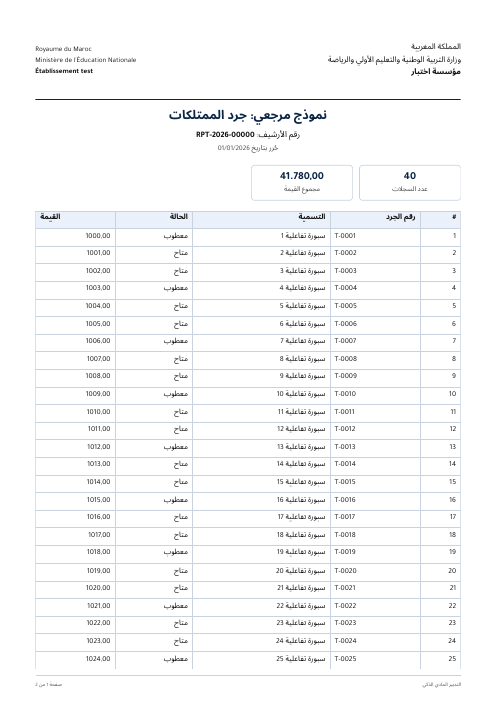 المملكة المغربية
وزارة التربية الوطنية والتعليم الأولي والرياضة
مؤسسة اختبار
Royaume du Maroc
Ministère de l'Éducation Nationale
Établissement test
نموذج مرجعي: جرد الممتلكات
رقم الأرشيف: RPT-2026-00000
حُرر بتاريخ 01/01/2026
40
عدد السجلات
41.780,00
مجموع القيمة
# رقم الجرد التسمية الحالة القيمة
1 T-0001 سبورة تفاعلية 1 معطوب 1000,00
2 T-0002 سبورة تفاعلية 2 متاح 1001,00
3 T-0003 سبورة تفاعلية 3 متاح 1002,00
4 T-0004 سبورة تفاعلية 4 معطوب 1003,00
5 T-0005 سبورة تفاعلية 5 متاح 1004,00
6 T-0006 سبورة تفاعلية 6 متاح 1005,00
7 T-0007 سبورة تفاعلية 7 معطوب 1006,00
8 T-0008 سبورة تفاعلية 8 متاح 1007,00
9 T-0009 سبورة تفاعلية 9 متاح 1008,00
10 T-0010 سبورة تفاعلية 10 معطوب 1009,00
11 T-0011 سبورة تفاعلية 11 متاح 1010,00
12 T-0012 سبورة تفاعلية 12 متاح 1011,00
13 T-0013 سبورة تفاعلية 13 معطوب 1012,00
14 T-0014 سبورة تفاعلية 14 متاح 1013,00
15 T-0015 سبورة تفاعلية 15 متاح 1014,00
16 T-0016 سبورة تفاعلية 16 معطوب 1015,00
17 T-0017 سبورة تفاعلية 17 متاح 1016,00
18 T-0018 سبورة تفاعلية 18 متاح 1017,00
19 T-0019 سبورة تفاعلية 19 معطوب 1018,00
20 T-0020 سبورة تفاعلية 20 متاح 1019,00
21 T-0021 سبورة تفاعلية 21 متاح 1020,00
22 T-0022 سبورة تفاعلية 22 معطوب 1021,00
23 T-0023 سبورة تفاعلية 23 متاح 1022,00
24 T-0024 سبورة تفاعلية 24 متاح 1023,00
25 T-0025 سبورة تفاعلية 25 معطوب 1024,00
صفحة 1 من 2